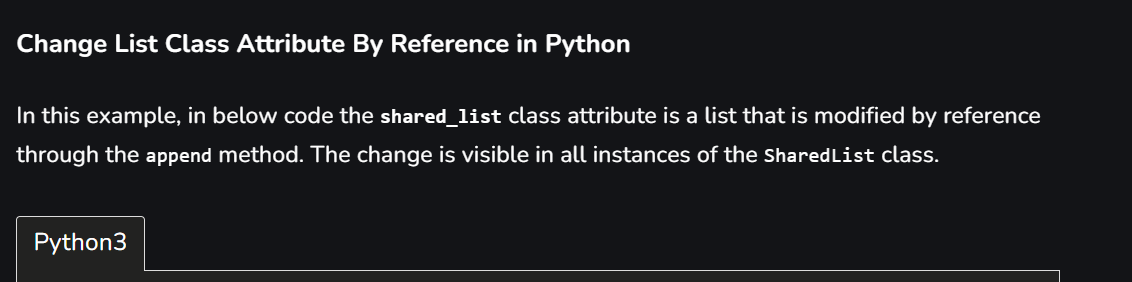 Change List Class Attribute By Reference in Python
In this example, in below code the shared_list class attribute is a list that is modified by reference
through the append method. The change is visible in all instances of the SharedList class.
Python3